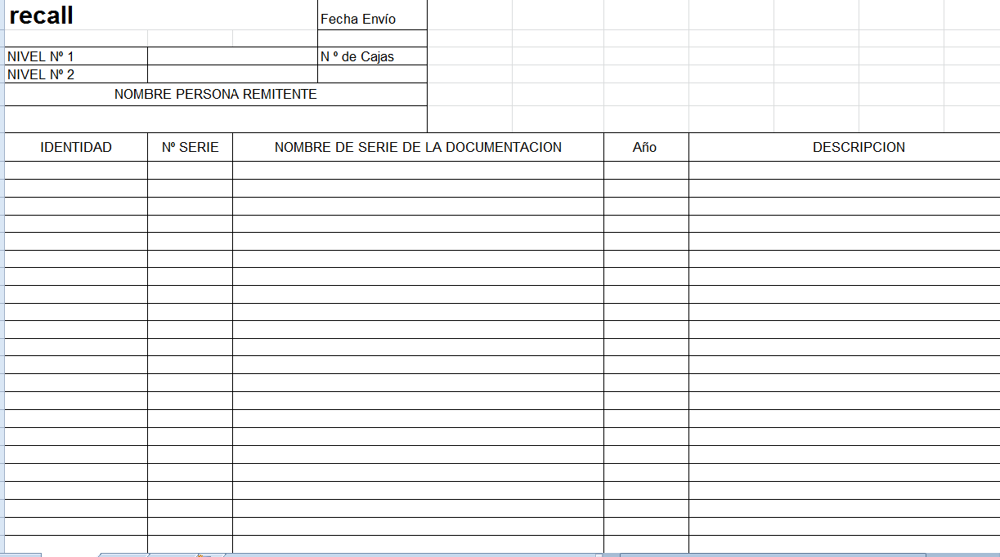 recall
Fecha Envío
NIVEL Nº 1
N º de Cajas
NIVEL Nº 2
NOMBRE PERSONA REMITENTE
IDENTIDAD
Nº SERIE
NOMBRE DE SERIE DE LA DOCUMENTACION
Año
DESCRIPCION